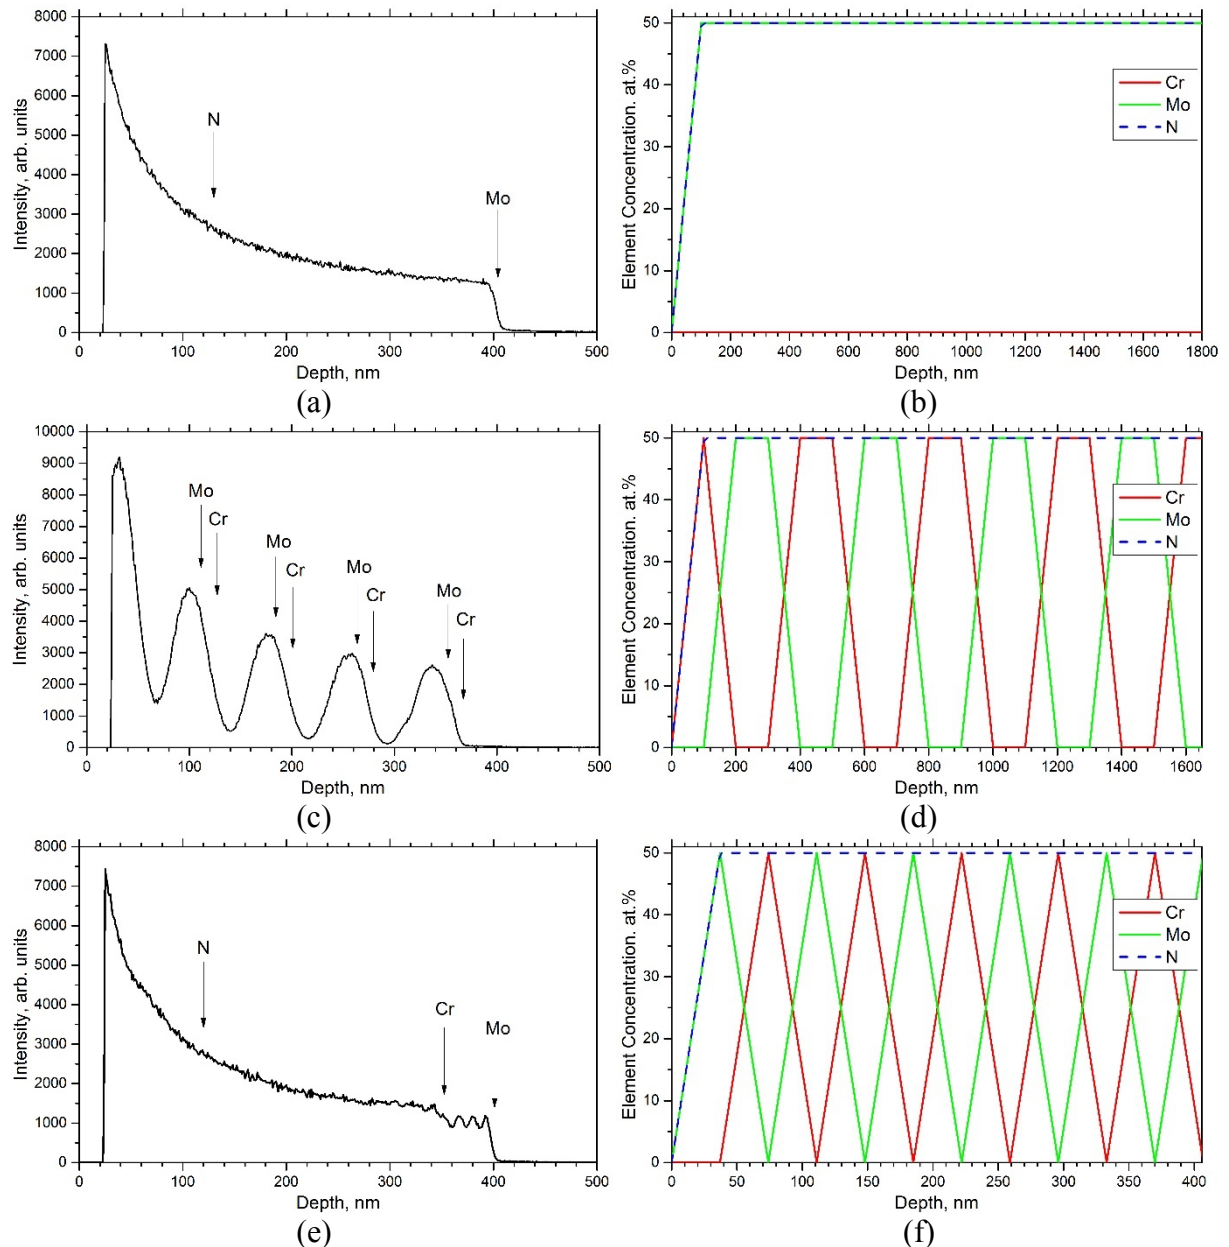 8000
7000
6000
5000
4000
3000
2000
1000
0
Intensity, arb. units
N
Mo
0 100 200 300 400 500
Depth, nm
(a)
50
40
30
20
10
0
Element Concentration. at.%
Cr
Mo
N
0 200 400 600 800 1000 1200 1400 1600 1800
Depth, nm
(b)
10000
9000
8000
7000
6000
5000
4000
3000
2000
1000
0
Intensity, arb. units
Mo
Cr
Mo
Cr
Mo
Cr
Mo
Cr
0 100 200 300 400 500
Depth, nm
(c)
50
40
30
20
10
0
Element Concentration. at.%
Cr
Mo
N
0 200 400 600 800 1000 1200 1400 1600
Depth, nm
(d)
8000
7000
6000
5000
4000
3000
2000
1000
0
Intensity, arb. units
N
Cr
Mo
0 100 200 300 400 500
Depth, nm
(e)
50
40
30
20
10
0
Element Concentration. at.%
Cr
Mo
N
0 50 100 150 200 250 300 350 400
Depth, nm
(f)